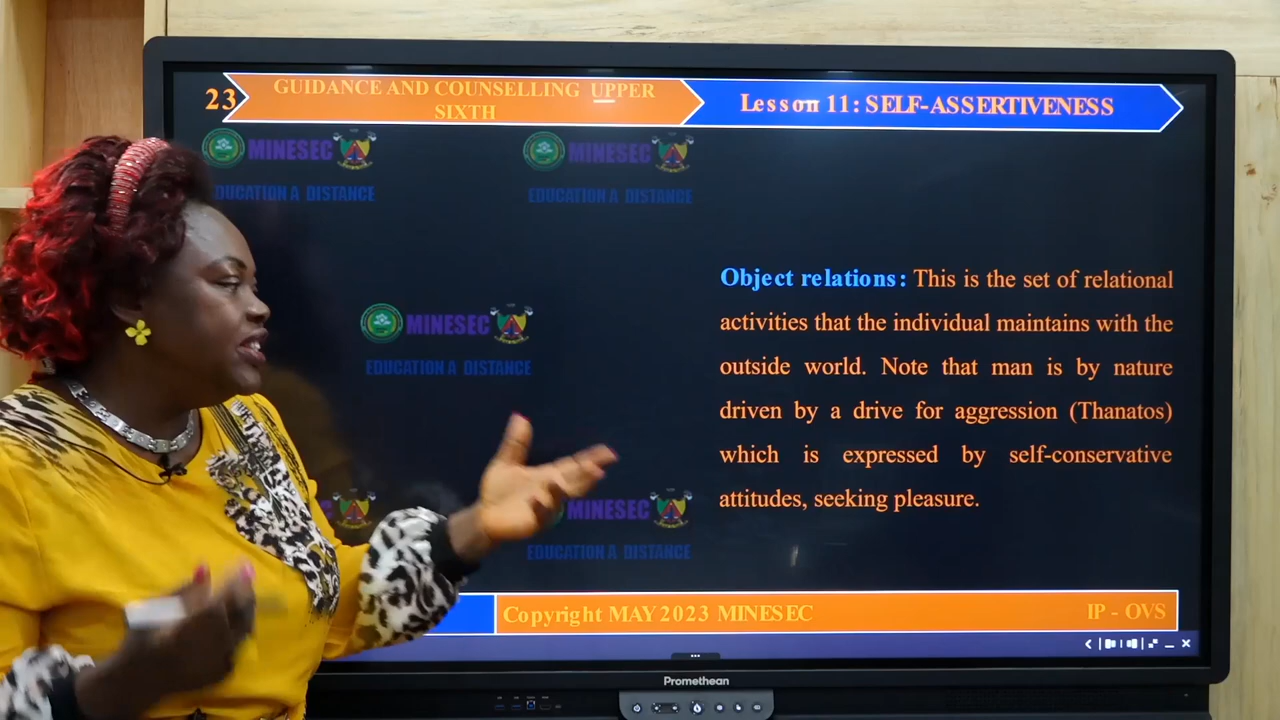 23
GUIDANCE AND COUNSELLING UPPER
SIXTH
Lesson 11: SELF-ASSERTIVENESS
MINESEC
EDUCATION A DISTANCE
MINESEC
EDUCATION A DISTANCE
MINESEC
EDUCATION A DISTANCE
MINESEC
EDUCATION A DISTANCE
Object relations: This is the set of relational
activities that the individual maintains with the
outside world. Note that man is by nature
driven by a drive for aggression (Thanatos)
which is expressed by self-conservative
attitudes, seeking pleasure.
Copyright MAY 2023 MINESEC
IP - OVS
Promethean